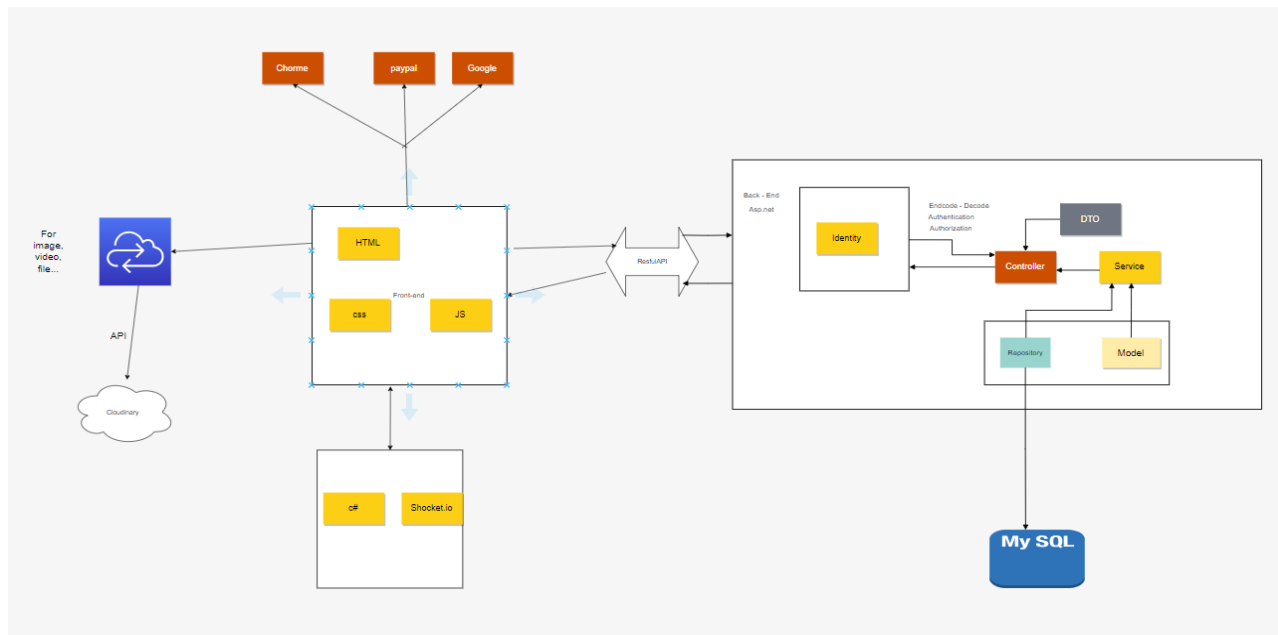 Chorme
paypal
Google
For
image,
video,
file...
API
Cloudinary
HTML
Front-end
css
JS
c#
Shocket.io
RestfulAPI
Back - End
Asp.net
Identity
Endcode - Decode
Authentication
Authorization
DTO
Controller
Service
Repository
Model
My SQL